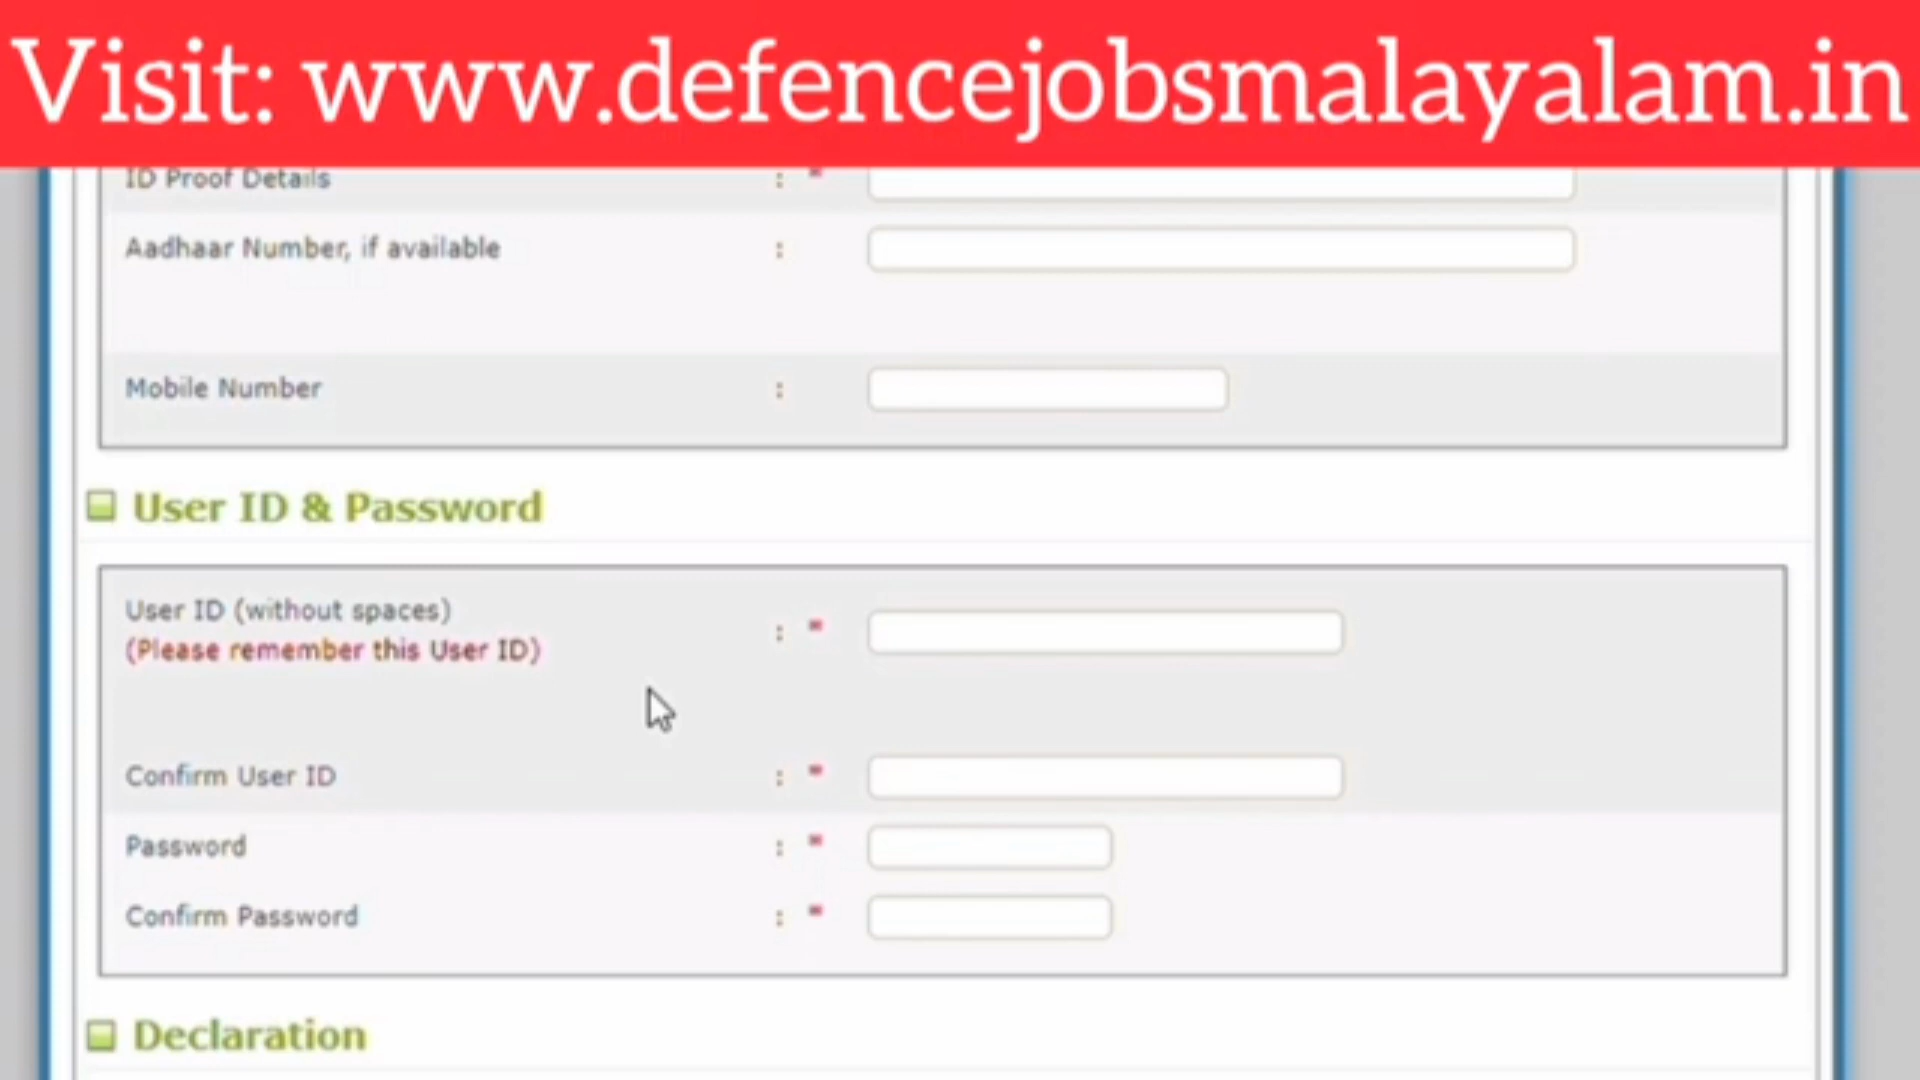 Visit: www.defencejobsmalayalam.in
ID Proof Details : *
Aadhaar Number, if available :
Mobile Number :
User ID & Password
User ID (without spaces)
(Please remember this User ID) : *
Confirm User ID : *
Password : *
Confirm Password : *
Declaration